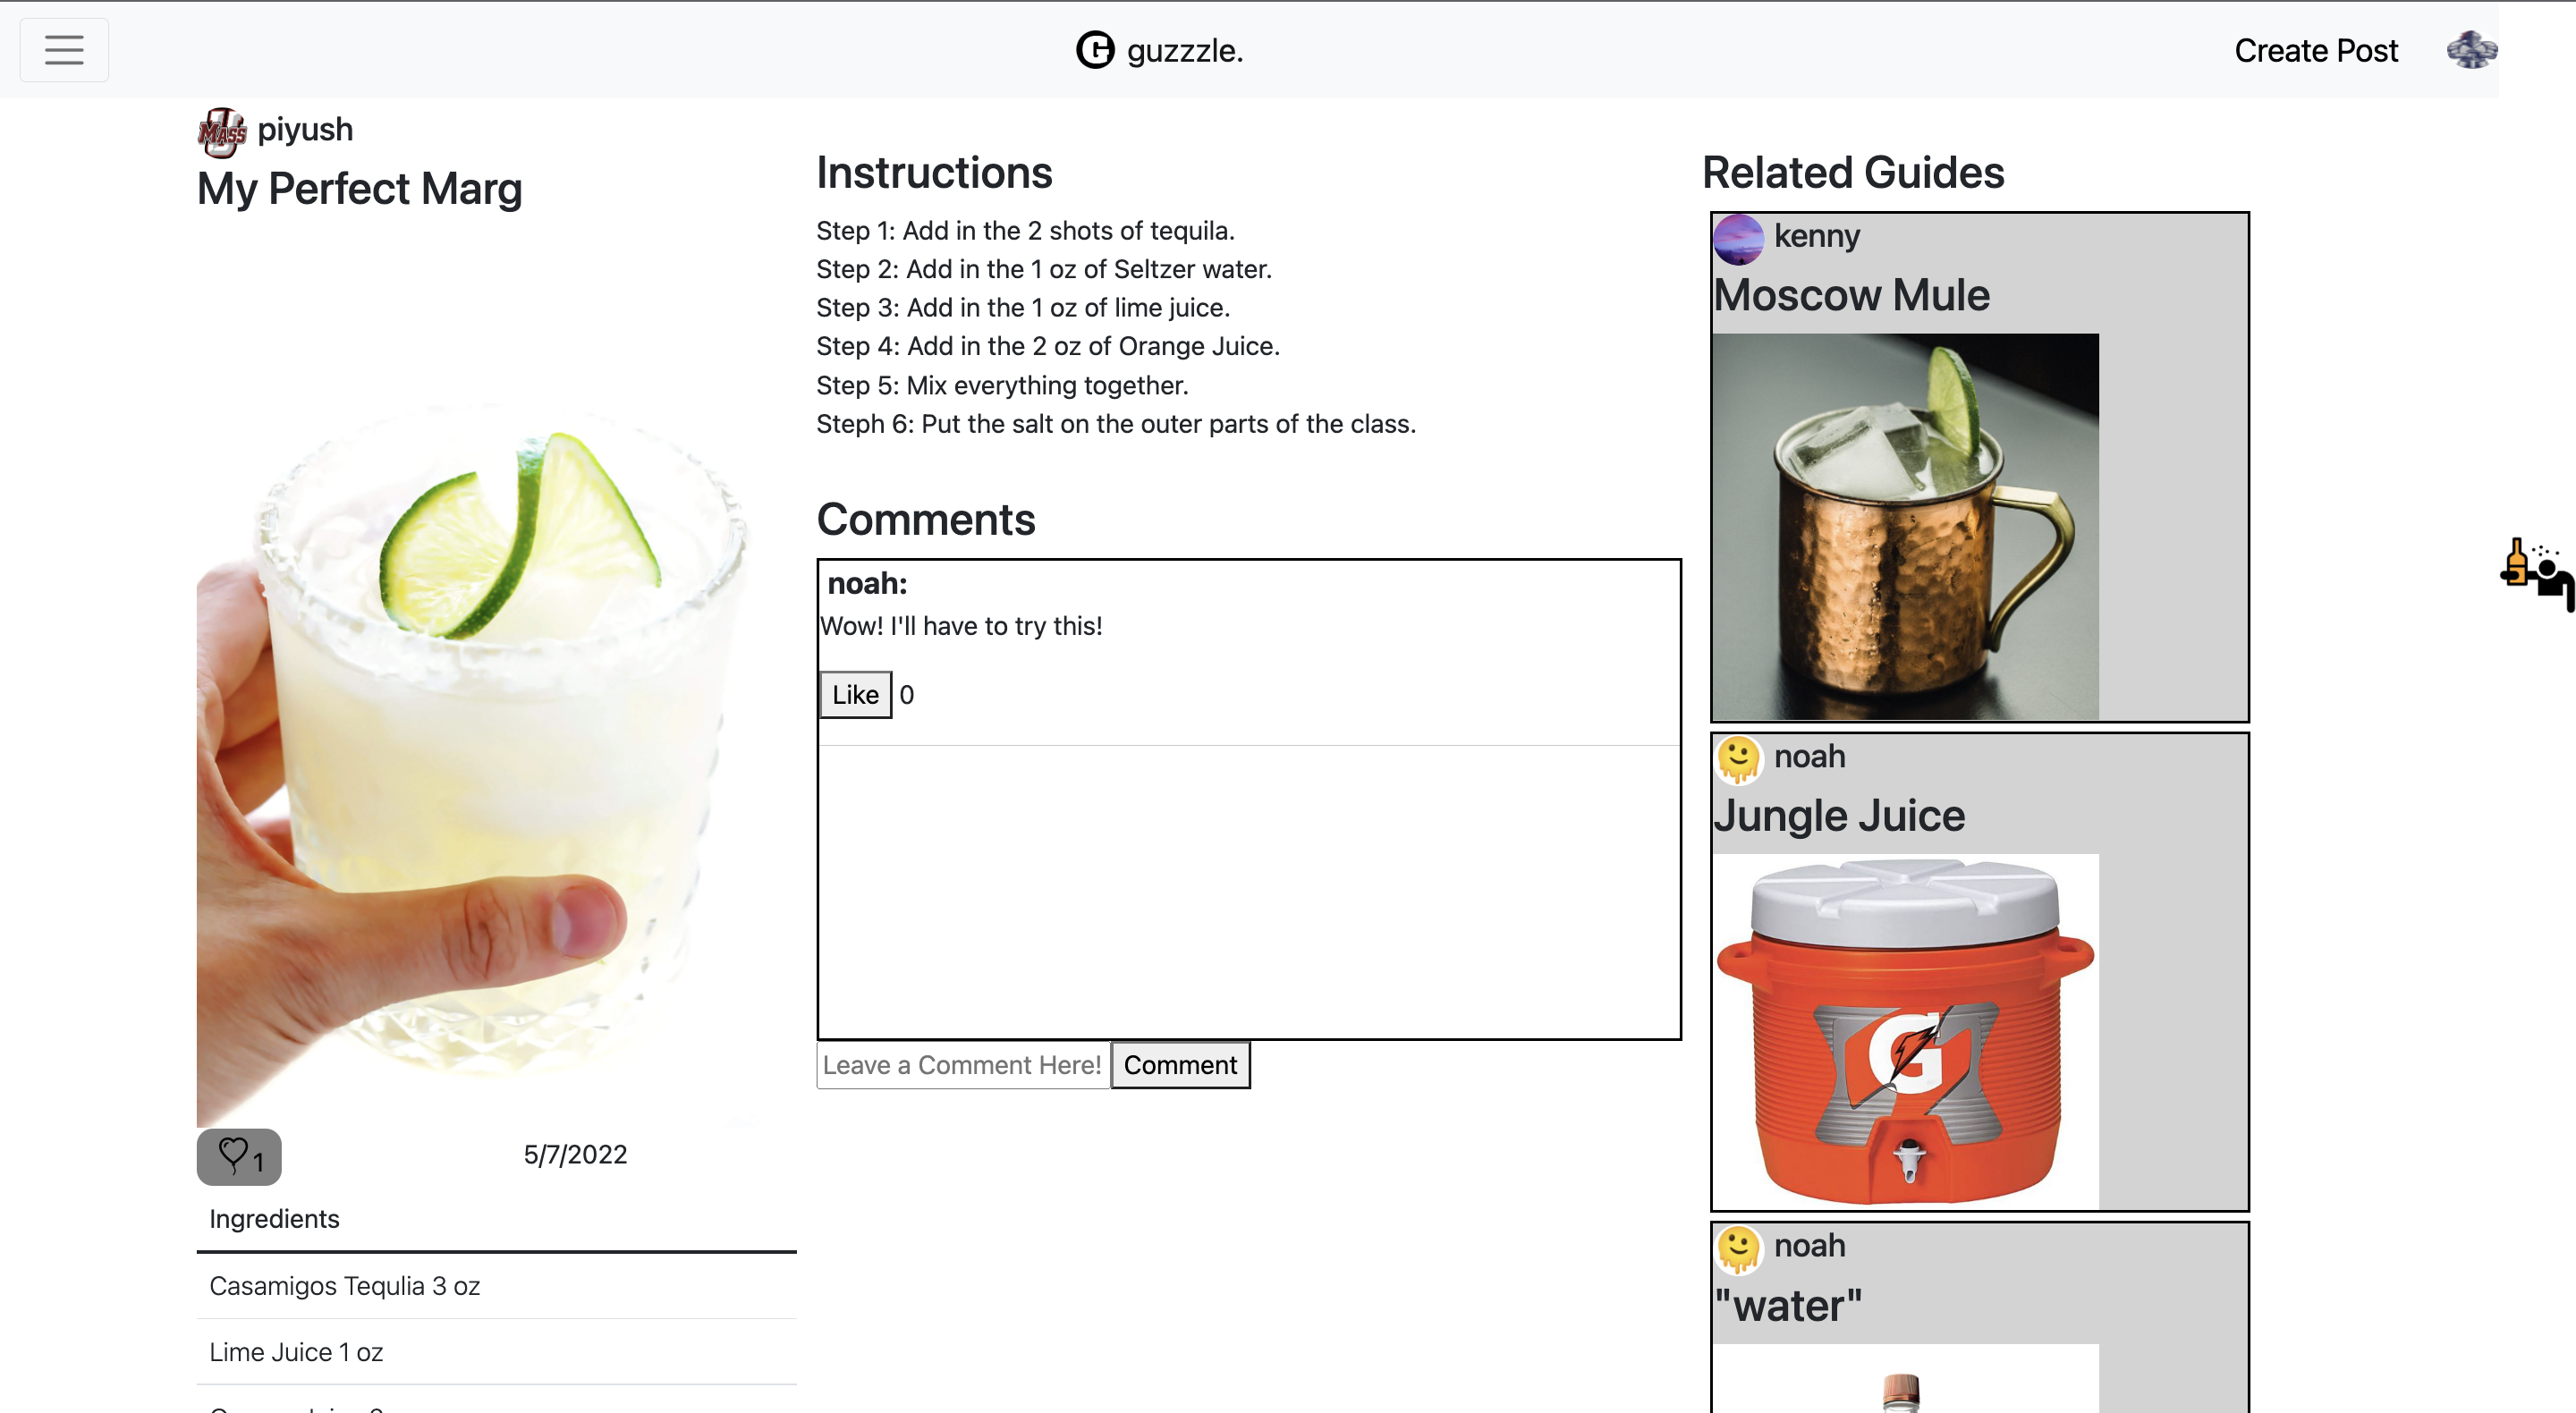 guzzzle.
Create Post
MASS
piyush
My Perfect Marg
1
5/7/2022
Ingredients
Casamigos Tequlia 3 oz
Lime Juice 1 oz
Instructions
Step 1: Add in the 2 shots of tequila.
Step 2: Add in the 1 oz of Seltzer water.
Step 3: Add in the 1 oz of lime juice.
Step 4: Add in the 2 oz of Orange Juice.
Step 5: Mix everything together.
Steph 6: Put the salt on the outer parts of the class.
Comments
noah:
Wow! I'll have to try this!
Like 0
Leave a Comment Here! Comment
Related Guides
kenny
Moscow Mule
noah
Jungle Juice
G
noah
"water"